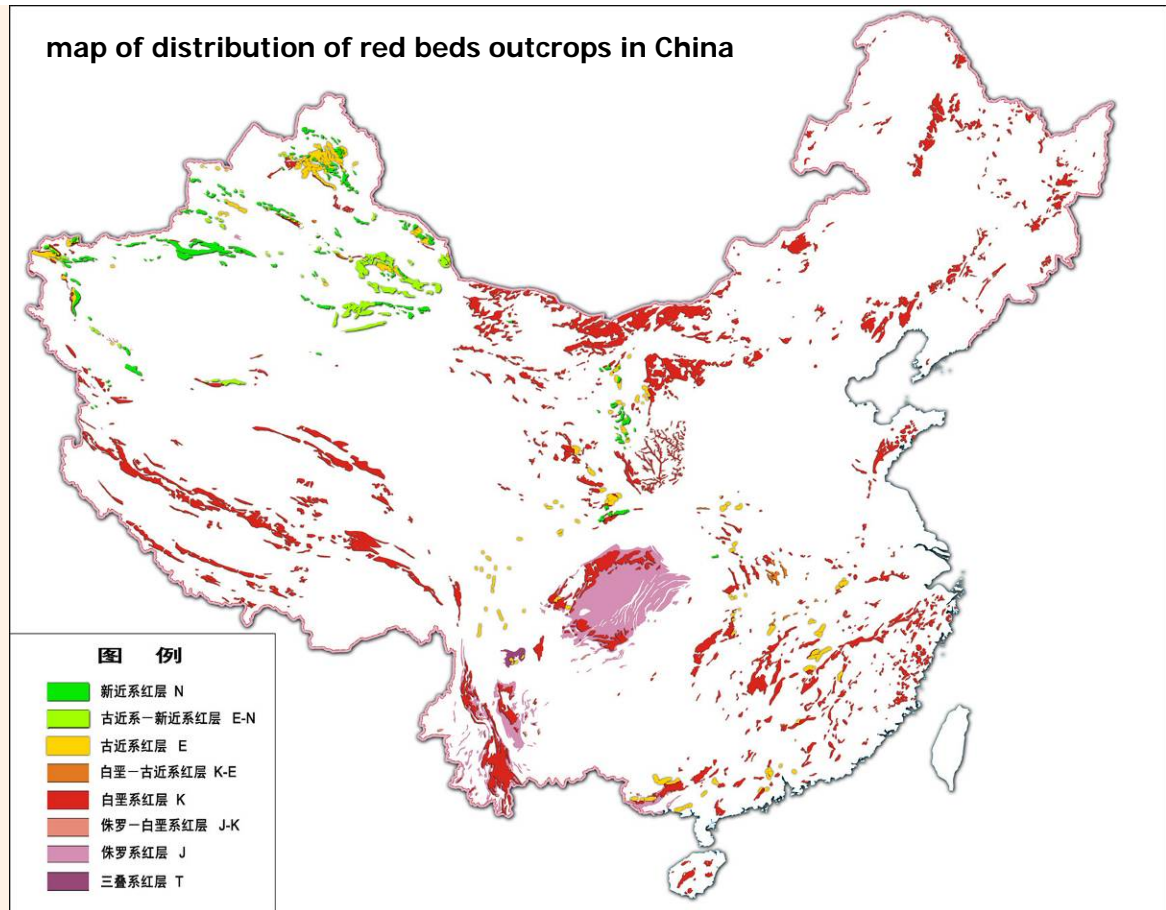 map of distribution of red beds outcrops in China
图 例
新近系红层 N
古近系—新近系红层 E-N
古近系红层 E
白垩—古近系红层 K-E
白垩系红层 K
侏罗—白垩系红层 J-K
侏罗系红层 J
三叠系红层 T